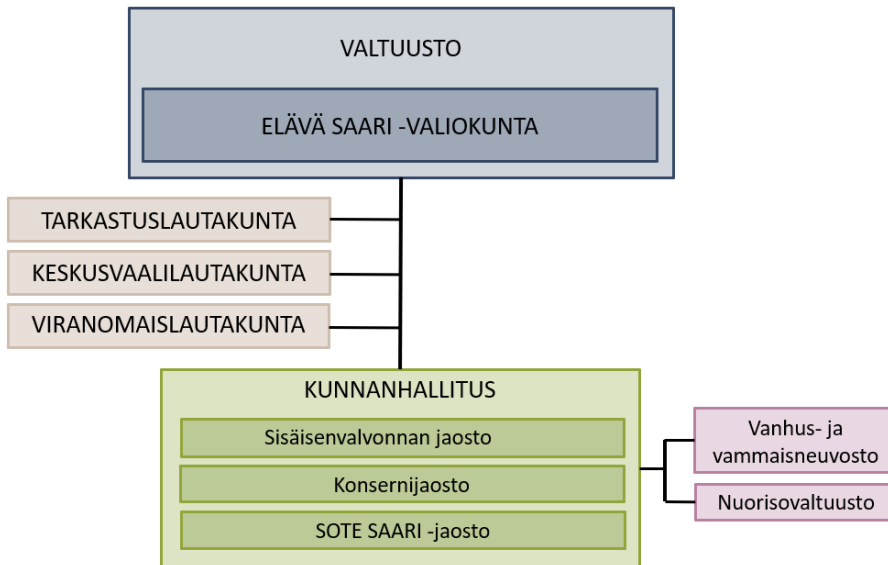 VALTUUSTO
ELÄVÄ SAARI -VALIOKUNTA
TARKASTUSLAUTAKUNTA
KESKUSVAALILAUTAKUNTA
VIRANOMAISLAUTAKUNTA
KUNNANHALLITUS
Sisäisenvalvonnan jaosto
Konsernijaosto
SOTE SAARI -jaosto
Vanhus- ja
vammaisneuvosto
Nuorisovaltuusto